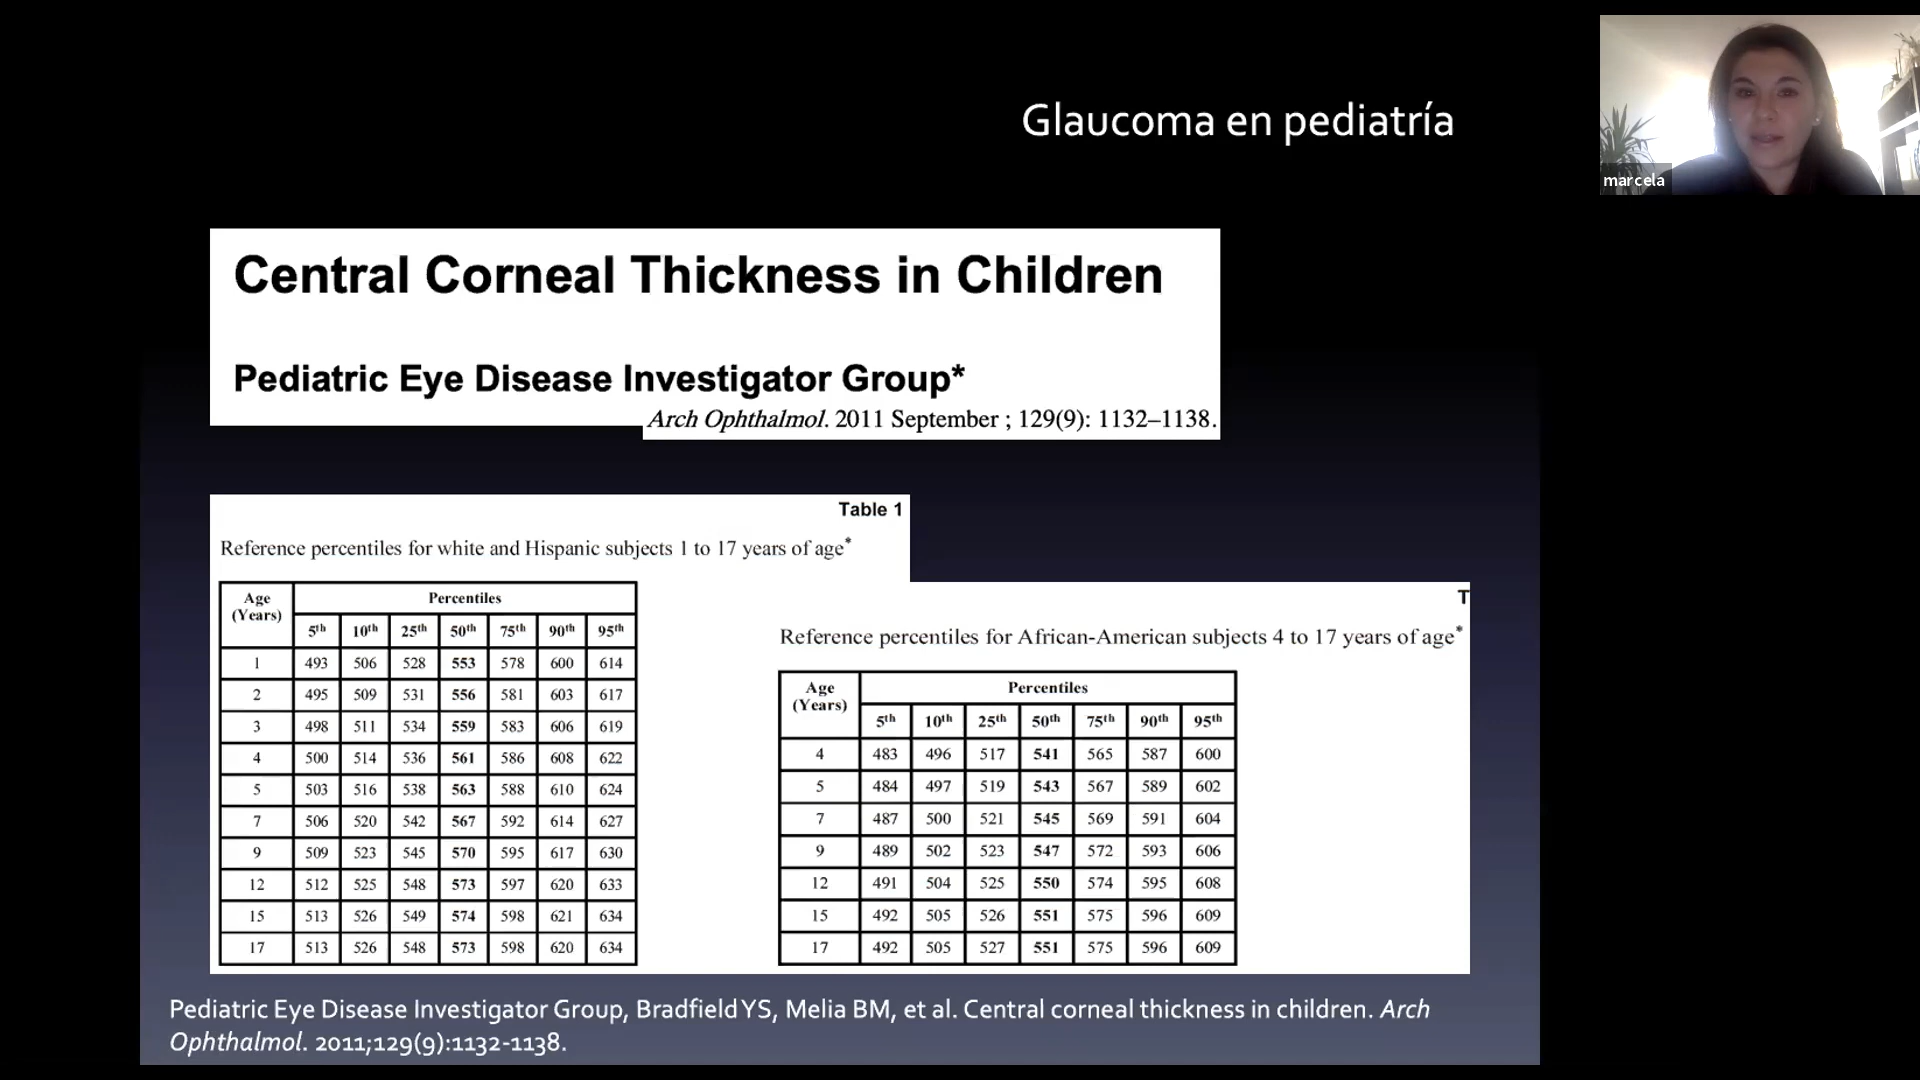 Glaucoma en pediatría
marcela
Central Corneal Thickness in Children
Pediatric Eye Disease Investigator Group*
Arch Ophthalmol. 2011 September ; 129(9): 1132–1138.
Table 1
Reference percentiles for white and Hispanic subjects 1 to 17 years of age*
Age (Years) Percentiles
5th 10th 25th 50th 75th 90th 95th
1 493 506 528 553 578 600 614
2 495 509 531 556 581 603 617
3 498 511 534 559 583 606 619
4 500 514 536 561 586 608 622
5 503 516 538 563 588 610 624
7 506 520 542 567 592 614 627
9 509 523 545 570 595 617 630
12 512 525 548 573 597 620 633
15 513 526 549 574 598 621 634
17 513 526 548 573 598 620 634
T
Reference percentiles for African-American subjects 4 to 17 years of age*
Age (Years) Percentiles
5th 10th 25th 50th 75th 90th 95th
4 483 496 517 541 565 587 600
5 484 497 519 543 567 589 602
7 487 500 521 545 569 591 604
9 489 502 523 547 572 593 606
12 491 504 525 550 574 595 608
15 492 505 526 551 575 596 609
17 492 505 527 551 575 596 609
Pediatric Eye Disease Investigator Group, Bradfield YS, Melia BM, et al. Central corneal thickness in children. Arch
Ophthalmol. 2011;129(9):1132-1138.